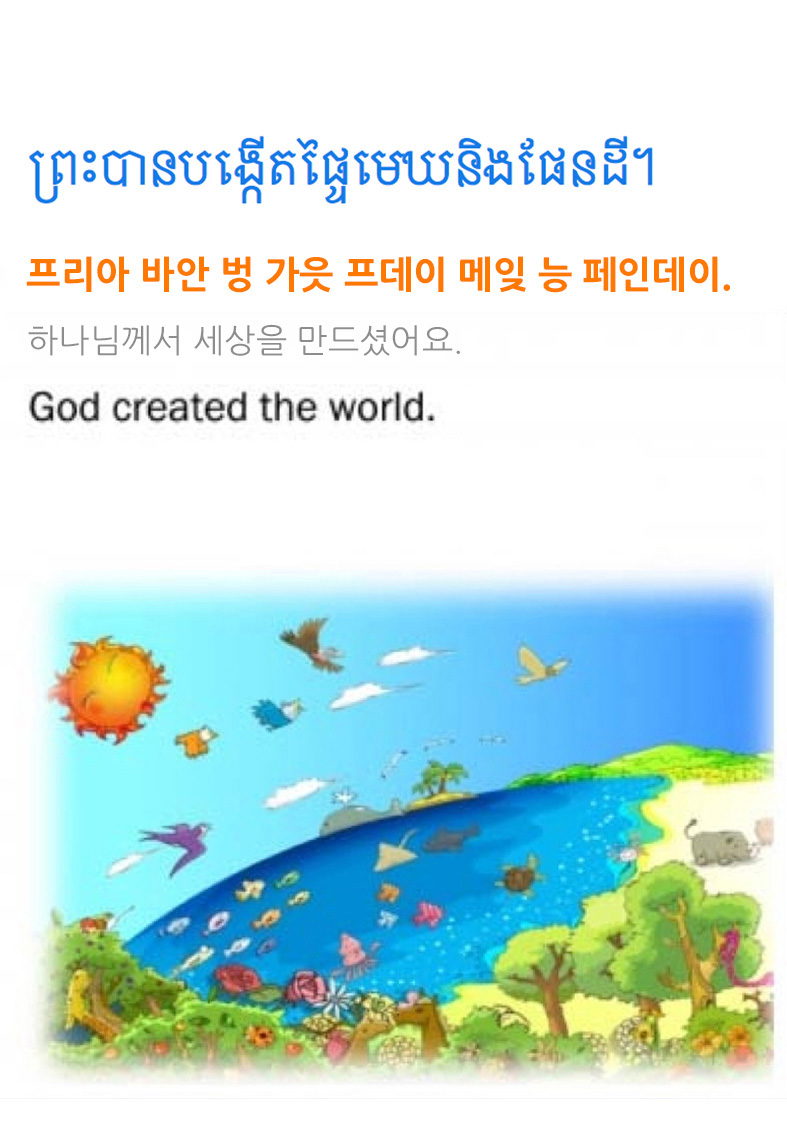 ព្រះបានបង្កើតផ្ទៃមេឃនិងផែនដី។
프리아 바안 벙 가읏 프데이 메잊 능 페인데이.
하나님께서 세상을 만드셨어요.
God created the world.